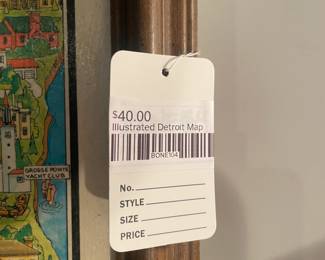 $40.00
Illustrated Detroit Map
BONE104
No.
STYLE
SIZE
PRICE
GROSSE POINTE
YACHT CLUB